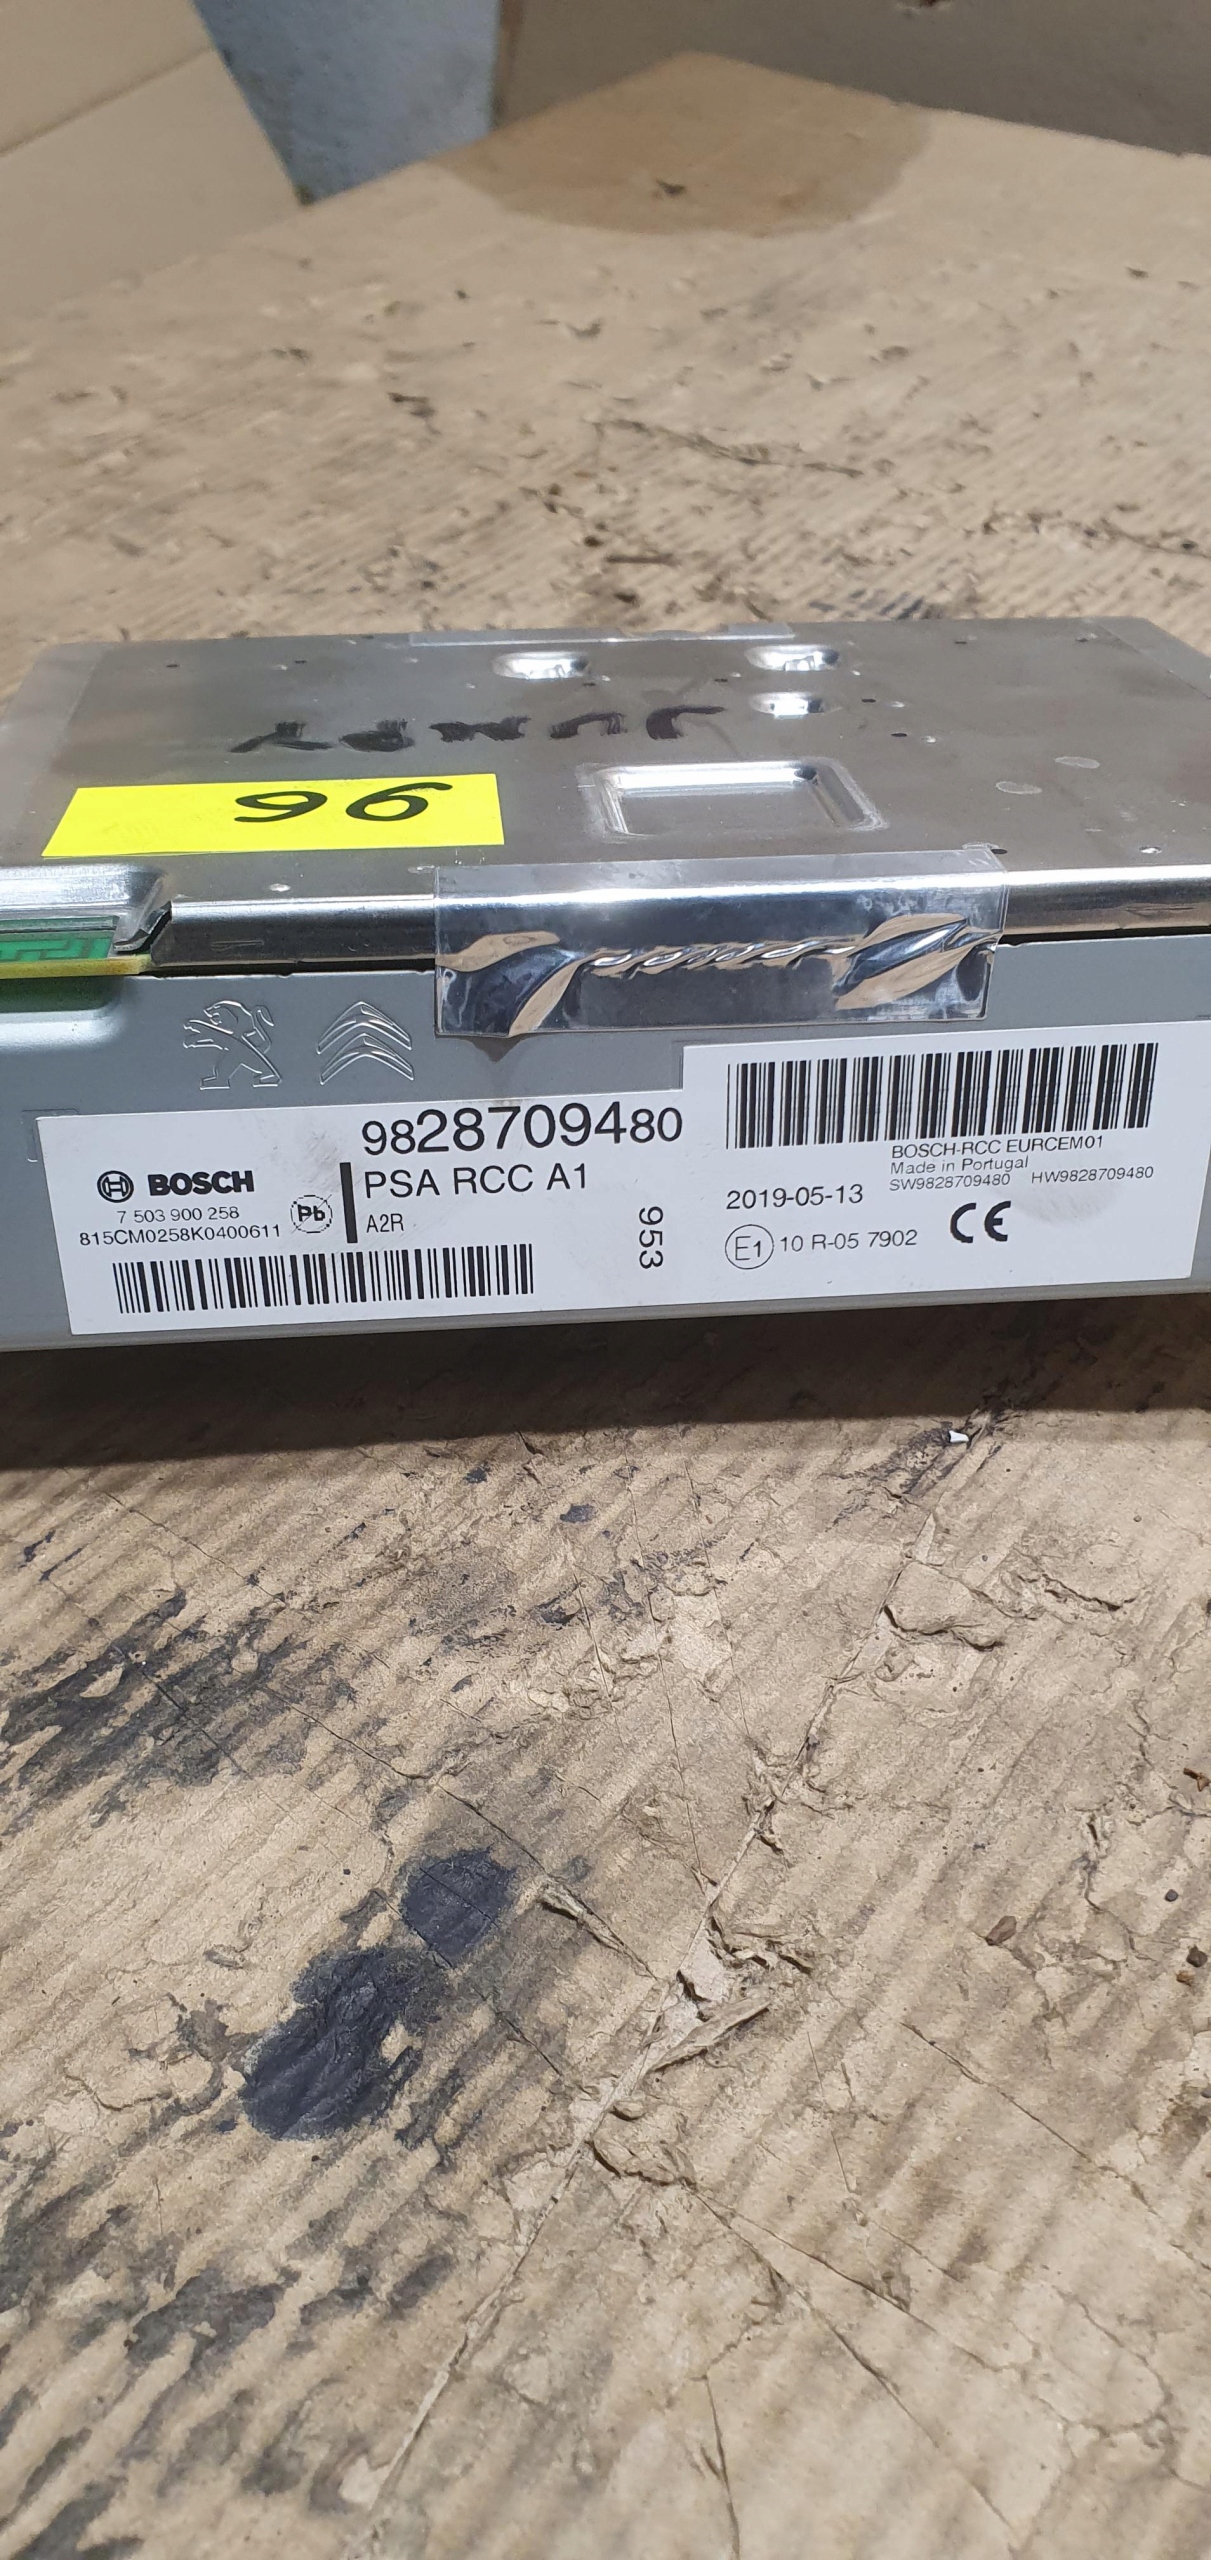 JUMPY
96
9828709480
BOSCH
PSA RCC A1
7 503 900 258
Pb
A2R
815CM0258K0400611
953
BOSCH-RCC EURCEM01
Made in Portugal
SW9828709480 HW9828709480
2019-05-13
E1 10 R-05 7902
CE